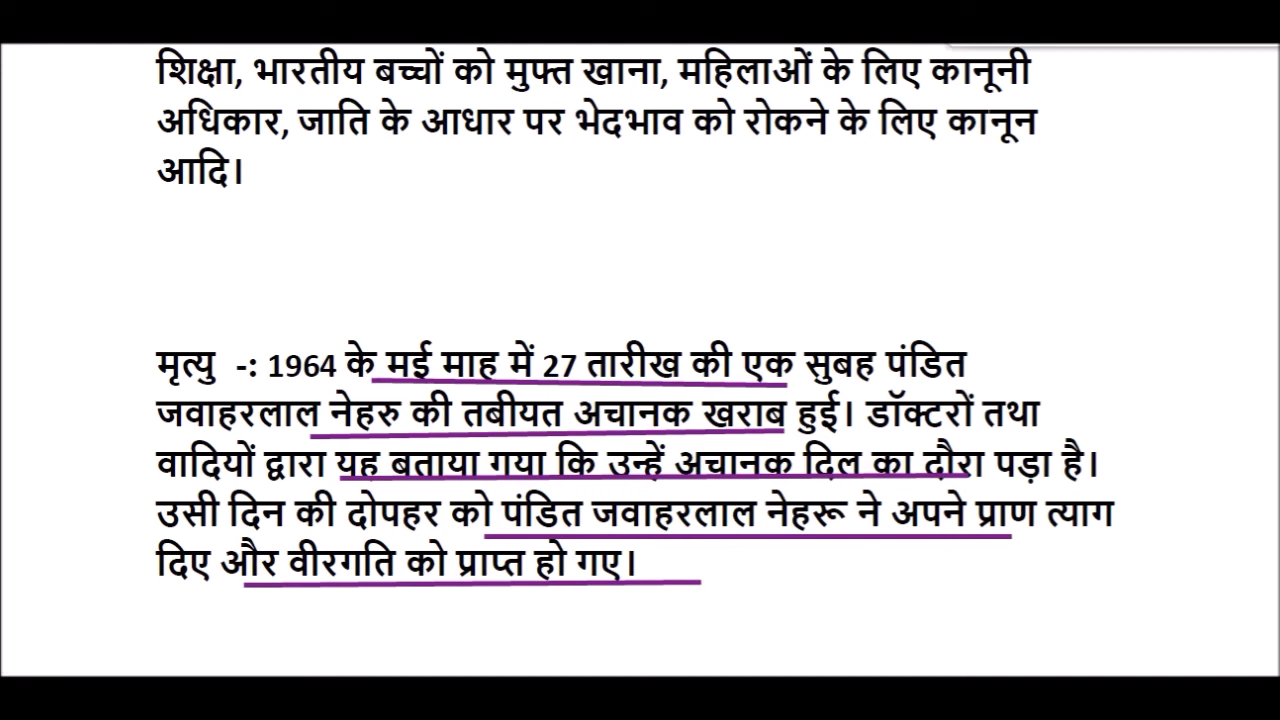 शिक्षा, भारतीय बच्चों को मुफ्त खाना, महिलाओं के लिए कानूनी
अधिकार, जाति के आधार पर भेदभाव को रोकने के लिए कानून
आदि।
मृत्यु -: 1964 के मई माह में 27 तारीख की एक सुबह पंडित
जवाहरलाल नेहरु की तबीयत अचानक खराब हुई। डॉक्टरों तथा
वादियों द्वारा यह बताया गया कि उन्हें अचानक दिल का दौरा पड़ा है।
उसी दिन की दोपहर को पंडित जवाहरलाल नेहरू ने अपने प्राण त्याग
दिए और वीरगति को प्राप्त हो गए।